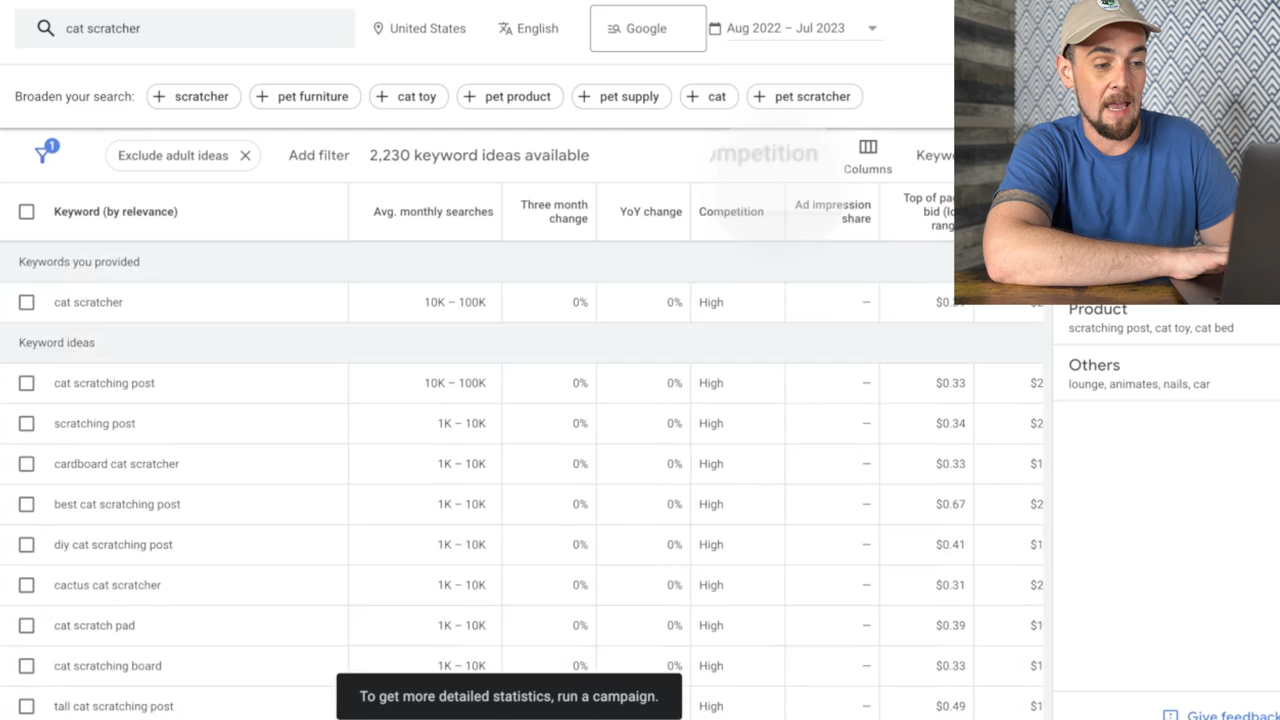 cat scratcher
United States
English
Google
Aug 2022 – Jul 2023
Broaden your search:
+ scratcher
+ pet furniture
+ cat toy
+ pet product
+ pet supply
+ cat
+ pet scratcher
1
Exclude adult ideas X
Add filter
2,230 keyword ideas available
Columns
Keyword (by relevance)
Avg. monthly searches
Three month
change
YoY change
Competition
Ad impression
share
Top of
bid
Keywords you provided
cat scratcher 10K – 100K 0% 0% High –
Keyword ideas
cat scratching post 10K – 100K 0% 0% High – $0.33 $2
scratching post 1K – 10K 0% 0% High – $0.34 $2
cardboard cat scratcher 1K – 10K 0% 0% High – $0.33 $1
best cat scratching post 1K – 10K 0% 0% High – $0.67 $2
diy cat scratching post 1K – 10K 0% 0% High – $0.41 $1
cactus cat scratcher 1K – 10K 0% 0% High – $0.31 $2
cat scratch pad 1K – 10K 0% 0% High – $0.39 $1
cat scratching board 1K – 10K 0% 0% High – $0.33 $1
tall cat scratching post – $0.49 $1
To get more detailed statistics, run a campaign.
Product
scratching post, cat toy, cat bed
Others
lounge, animates, nails, car
Give feedback